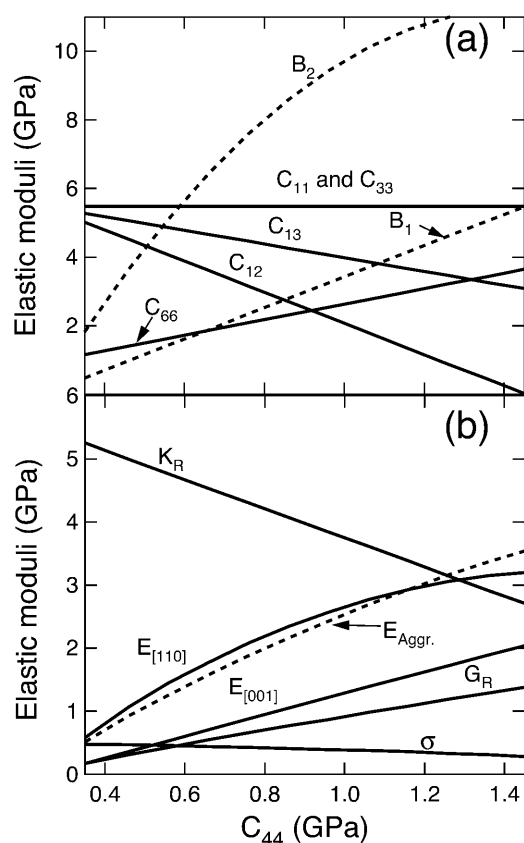 (a)
10
8
6
4
2
6
Elastic moduli (GPa)
B2
C11 and C33
B1
C13
C12
C66
(b)
5
4
3
2
1
0
Elastic moduli (GPa)
KR
E[110]
EAggr.
E[001]
GR
σ
0.4 0.6 0.8 1.0 1.2 1.4
C44 (GPa)